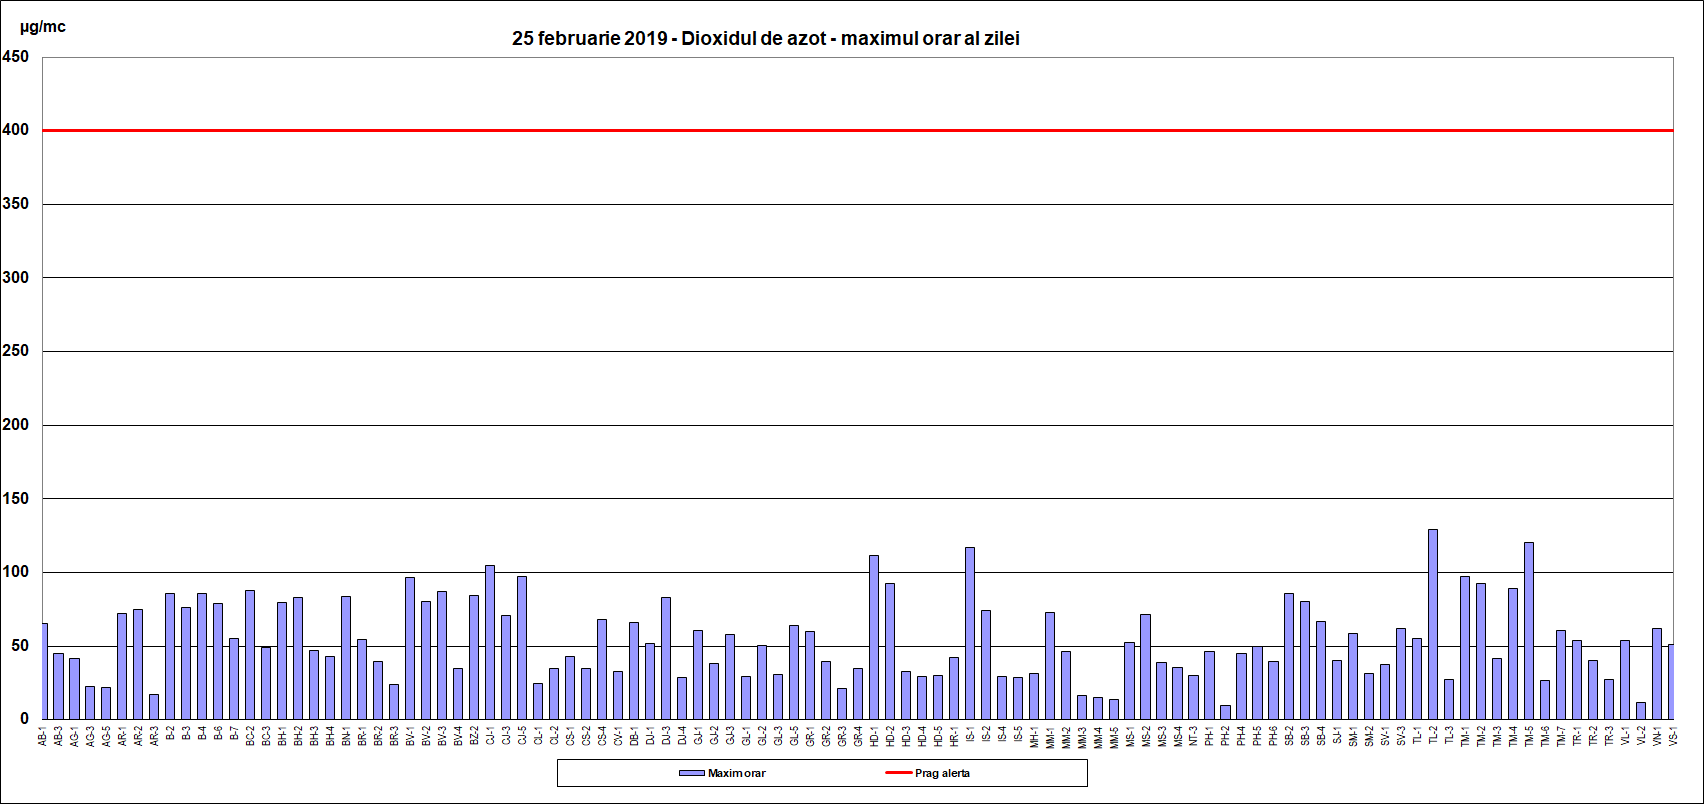 µg/mc
25 februarie 2019 - Dioxidul de azot - maximul orar al zilei
450
400
350
300
250
200
150
100
50
0
AB-1 AB-3 AG-1 AG-3 AG-5 AR-1 AR-2 AR-3 B-2 B-3 B-4 B-6 B-7 BC-2 BC-3 BH-1 BH-2 BH-3 BH-4 BN-1 BR-1 BR-2 BR-3 BV-1 BV-2 BV-3 BV-4 BZ-2 CJ-1 CJ-3 CJ-5 CL-1 CL-2 CS-1 CS-2 CS-4 CV-1 DB-1 DJ-1 DJ-3 DJ-4 GJ-1 GJ-2 GJ-3 GL-1 GL-2 GL-3 GL-5 GR-1 GR-2 GR-3 GR-4 HD-1 HD-2 HD-3 HD-4 HD-5 HR-1 IS-1 IS-2 IS-4 IS-5 MH-1 MM-1 MM-2 MM-3 MM-4 MM-5 MS-1 MS-2 MS-3 MS-4 NT-3 PH-1 PH-2 PH-4 PH-5 PH-6 SB-2 SB-3 SB-4 SJ-1 SM-1 SM-2 SV-1 SV-3 TL-1 TL-2 TL-3 TM-1 TM-2 TM-3 TM-4 TM-5 TM-6 TM-7 TR-1 TR-2 TR-3 VL-1 VL-2 VN-1 VS-1
Maxim orar Prag alerta